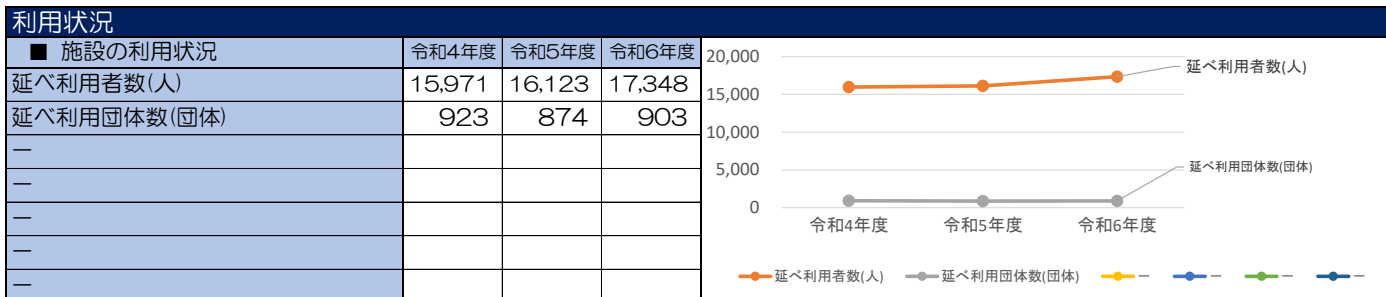 利用状況
■ 施設の利用状況 令和4年度 令和5年度 令和6年度
延べ利用者数(人) 15,971 16,123 17,348
延べ利用団体数(団体) 923 874 903
ー
ー
ー
ー
ー
20,000
15,000
10,000
5,000
0
令和4年度 令和5年度 令和6年度
延べ利用者数(人)
延べ利用団体数(団体)
延べ利用者数(人) 延べ利用団体数(団体) ー ー ー ー